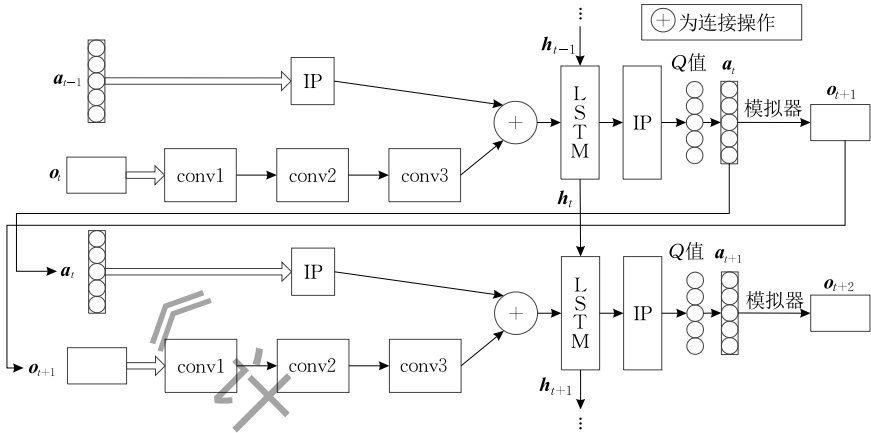 ⋮
h_{t−1}
+ 为连接操作
a_{t−1}
IP
+
LSTM
IP
Q值
a_t
模拟器
o_{t+1}
o_t
conv1
conv2
conv3
h_t
a_t
IP
+
LSTM
IP
Q值
a_{t+1}
模拟器
o_{t+2}
o_{t+1}
conv1
conv2
conv3
h_{t+1}
⋮